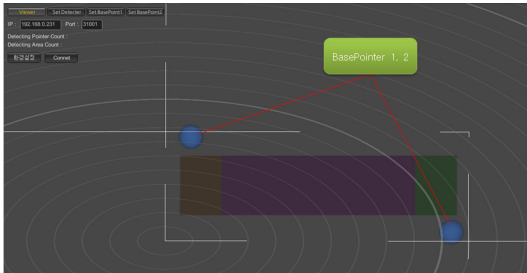 Viewer Set Detecter Set BasePoint1 Set BasePoint2
IP : 192.168.0.231 Port : 31001
Detecting Pointer Count :
Detecting Area Count :
환경설정 Connet
BasePointer 1, 2